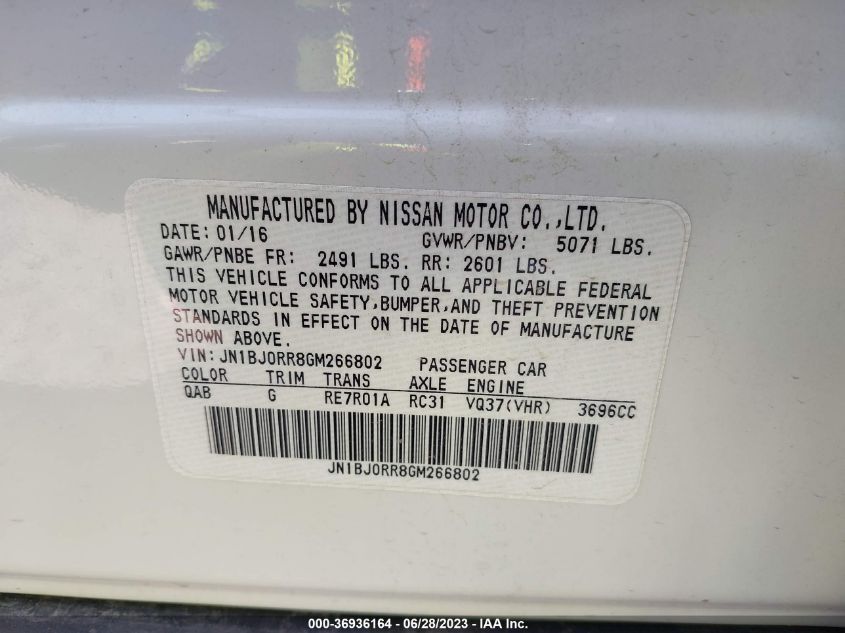 MANUFACTURED BY NISSAN MOTOR CO.,LTD.
DATE: 01/16 GVWR/PNBV: 5071 LBS.
GAWR/PNBE FR: 2491 LBS. RR: 2601 LBS.
THIS VEHICLE CONFORMS TO ALL APPLICABLE FEDERAL
MOTOR VEHICLE SAFETY,BUMPER,AND THEFT PREVENTION
STANDARDS IN EFFECT ON THE DATE OF MANUFACTURE
SHOWN ABOVE.
VIN: JN1BJ0RR8GM266802 PASSENGER CAR
COLOR TRIM TRANS AXLE ENGINE
QAB G RE7R01A RC31 VQ37(VHR) 3696CC
JN1BJ0RR8GM266802
000-36936164 - 06/28/2023 - IAA Inc.